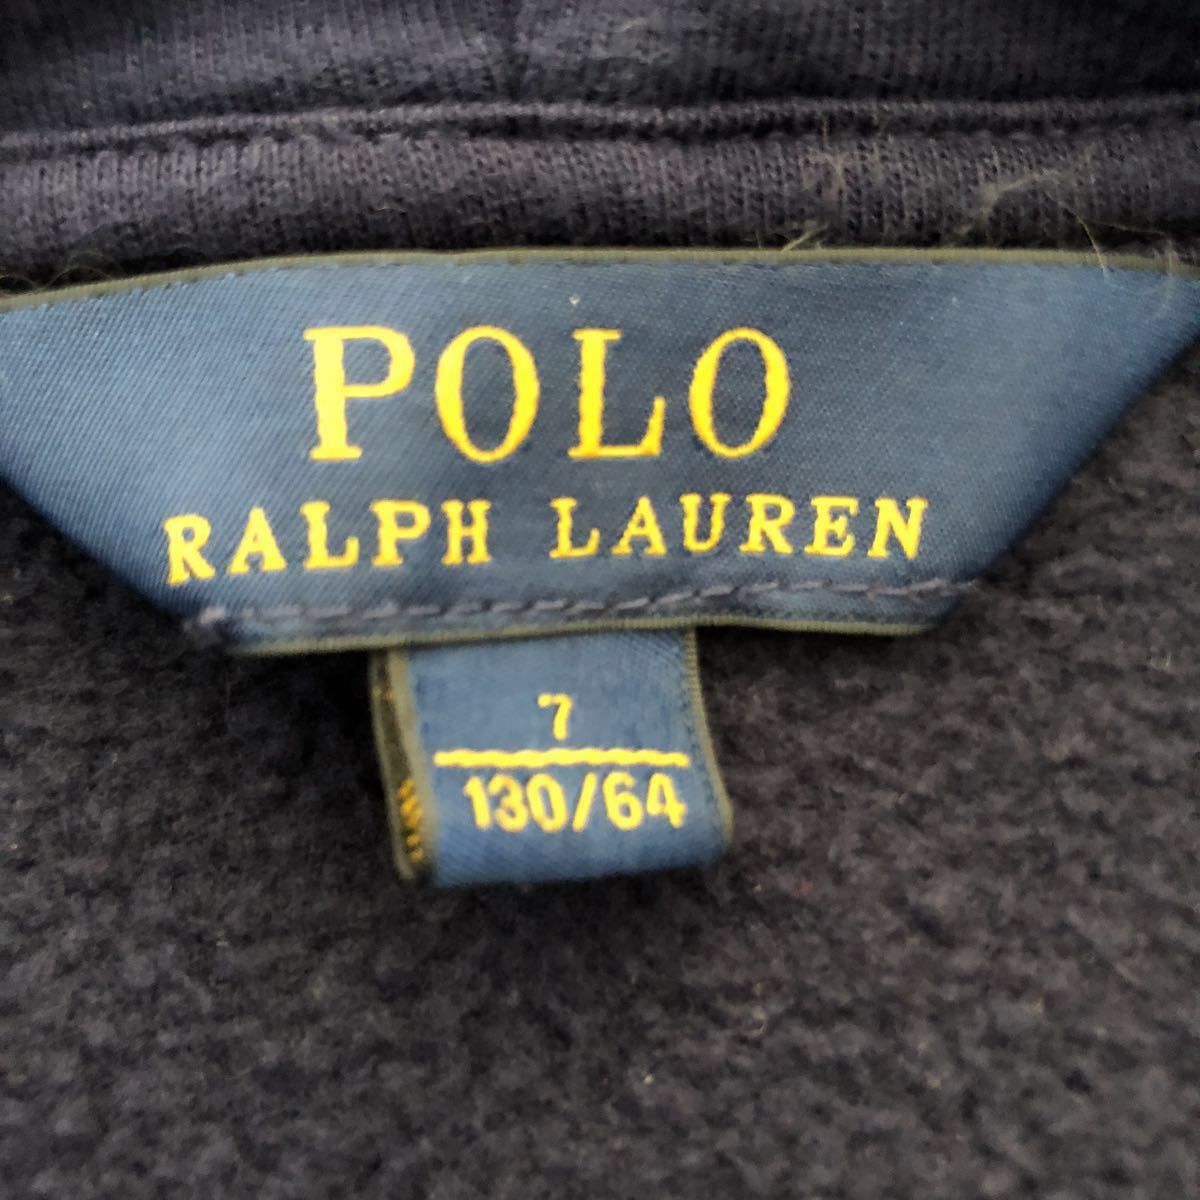 POLO
RALPH LAUREN
7
130/64